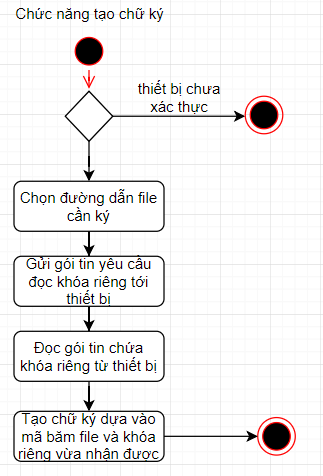 Chức năng tạo chữ ký
thiết bị chưa
xác thực
Chọn đường dẫn file
cần ký
Gửi gói tin yêu cầu
đọc khóa riêng tới
thiết bị
Đọc gói tin chứa
khóa riêng từ thiết bị
Tạo chữ ký dựa vào
mã băm file và khóa
riêng vừa nhận được